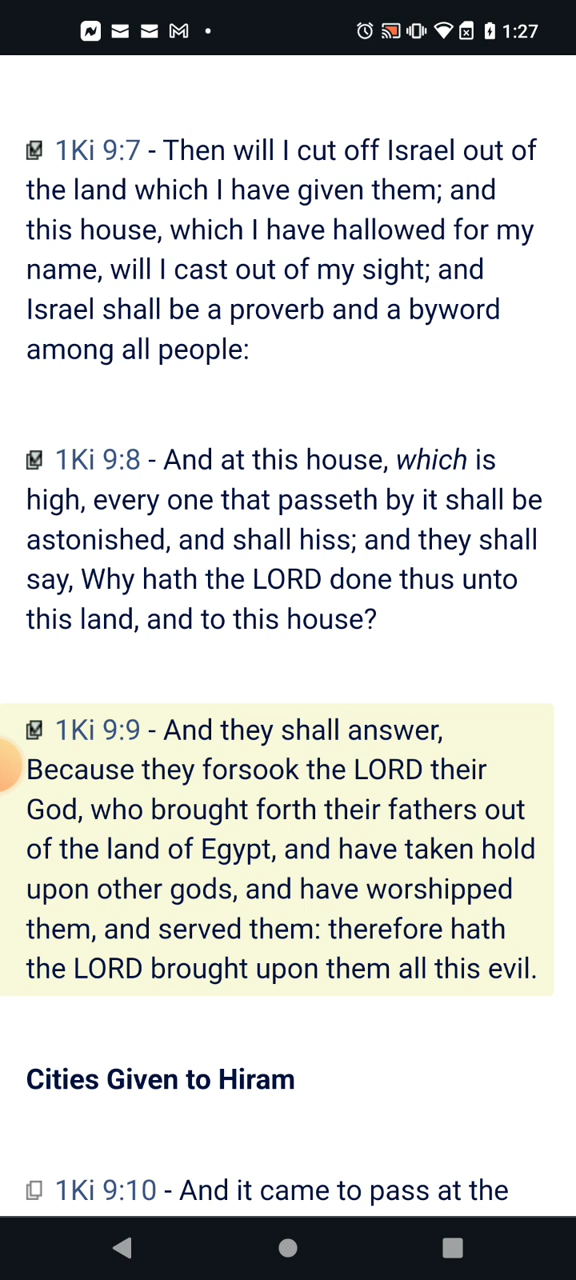 1:27
1Ki 9:7 - Then will I cut off Israel out of
the land which I have given them; and
this house, which I have hallowed for my
name, will I cast out of my sight; and
Israel shall be a proverb and a byword
among all people:
1Ki 9:8 - And at this house, which is
high, every one that passeth by it shall be
astonished, and shall hiss; and they shall
say, Why hath the LORD done thus unto
this land, and to this house?
1Ki 9:9 - And they shall answer,
Because they forsook the LORD their
God, who brought forth their fathers out
of the land of Egypt, and have taken hold
upon other gods, and have worshipped
them, and served them: therefore hath
the LORD brought upon them all this evil.
Cities Given to Hiram
1Ki 9:10 - And it came to pass at the